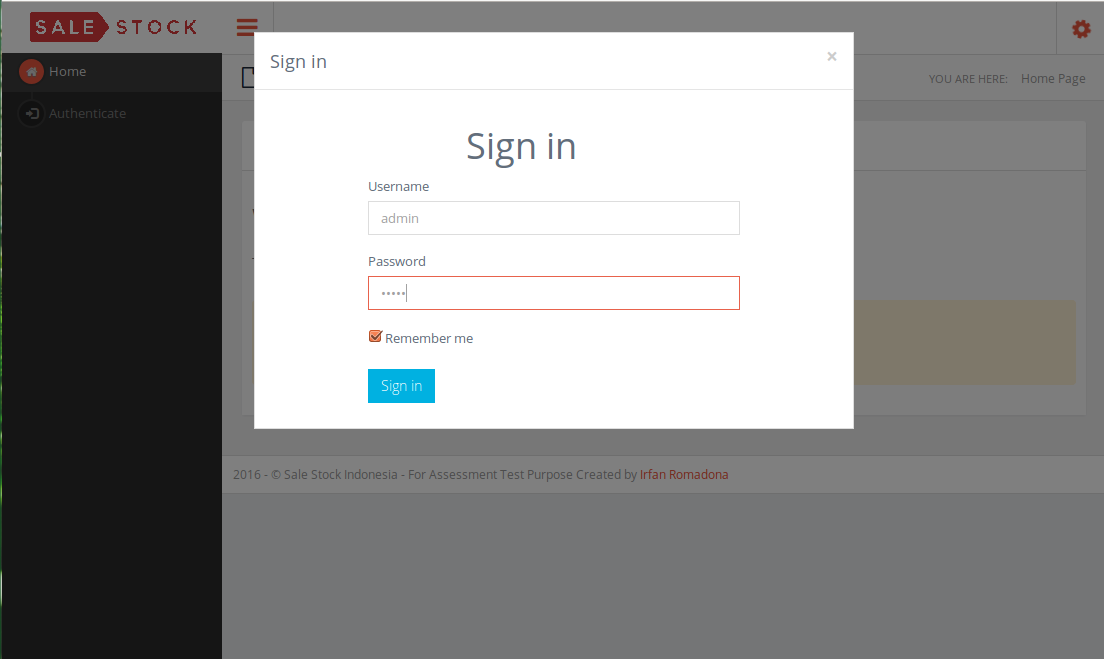 SALE STOCK
Sign in ×
Home
YOU ARE HERE: Home Page
Authenticate
Sign in
Username
admin
Password
•••••
Remember me
Sign in
2016 - © Sale Stock Indonesia - For Assessment Test Purpose Created by Irfan Romadona